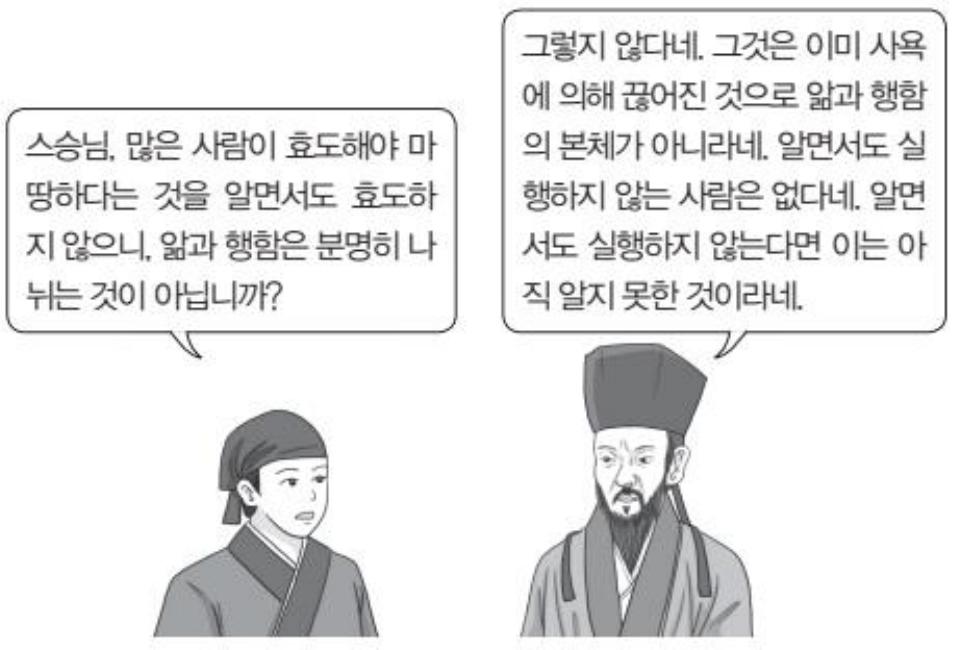 스승님, 많은 사람이 효도해야 마
땅하다는 것을 알면서도 효도하
지 않으니, 앎과 행함은 분명히 나
뉘는 것이 아닙니까?
그렇지 않다네. 그것은 이미 사욕
에 의해 끊어진 것으로 앎과 행함
의 본체가 아니라네. 알면서도 실
행하지 않는 사람은 없다네. 알면
서도 실행하지 않는다면 이는 아
직 알지 못한 것이라네.